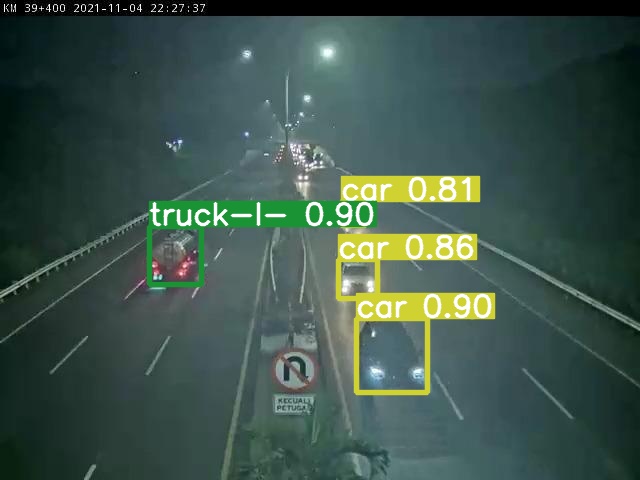 KM 39+400 2021-11-04 22:27:37
car 0.81
truck-l- 0.90
car 0.86
car 0.90
KECUALI
PETUGAS